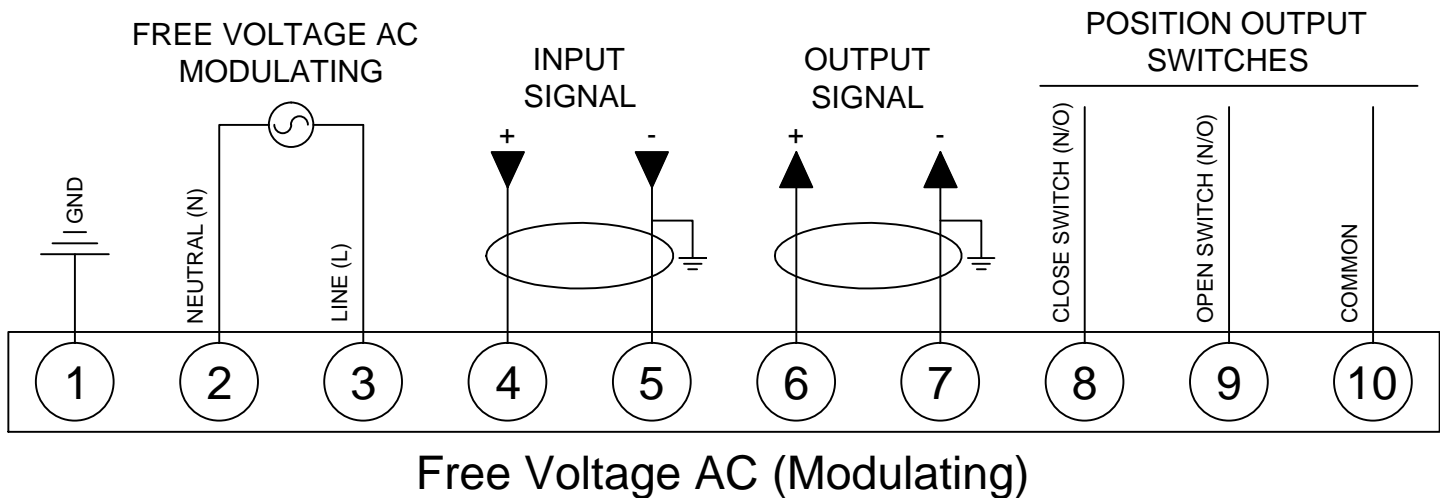 FREE VOLTAGE AC
MODULATING
INPUT
SIGNAL
OUTPUT
SIGNAL
POSITION OUTPUT
SWITCHES
+
-
+
-
GND
NEUTRAL (N)
LINE (L)
CLOSE SWITCH (N/O)
OPEN SWITCH (N/O)
COMMON
1
2
3
4
5
6
7
8
9
10
Free Voltage AC (Modulating)